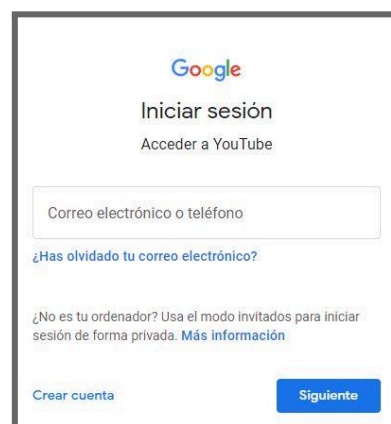 Google
Iniciar sesión
Acceder a YouTube
Correo electrónico o teléfono
¿Has olvidado tu correo electrónico?
¿No es tu ordenador? Usa el modo invitados para iniciar
sesión de forma privada. Más información
Crear cuenta
Siguiente